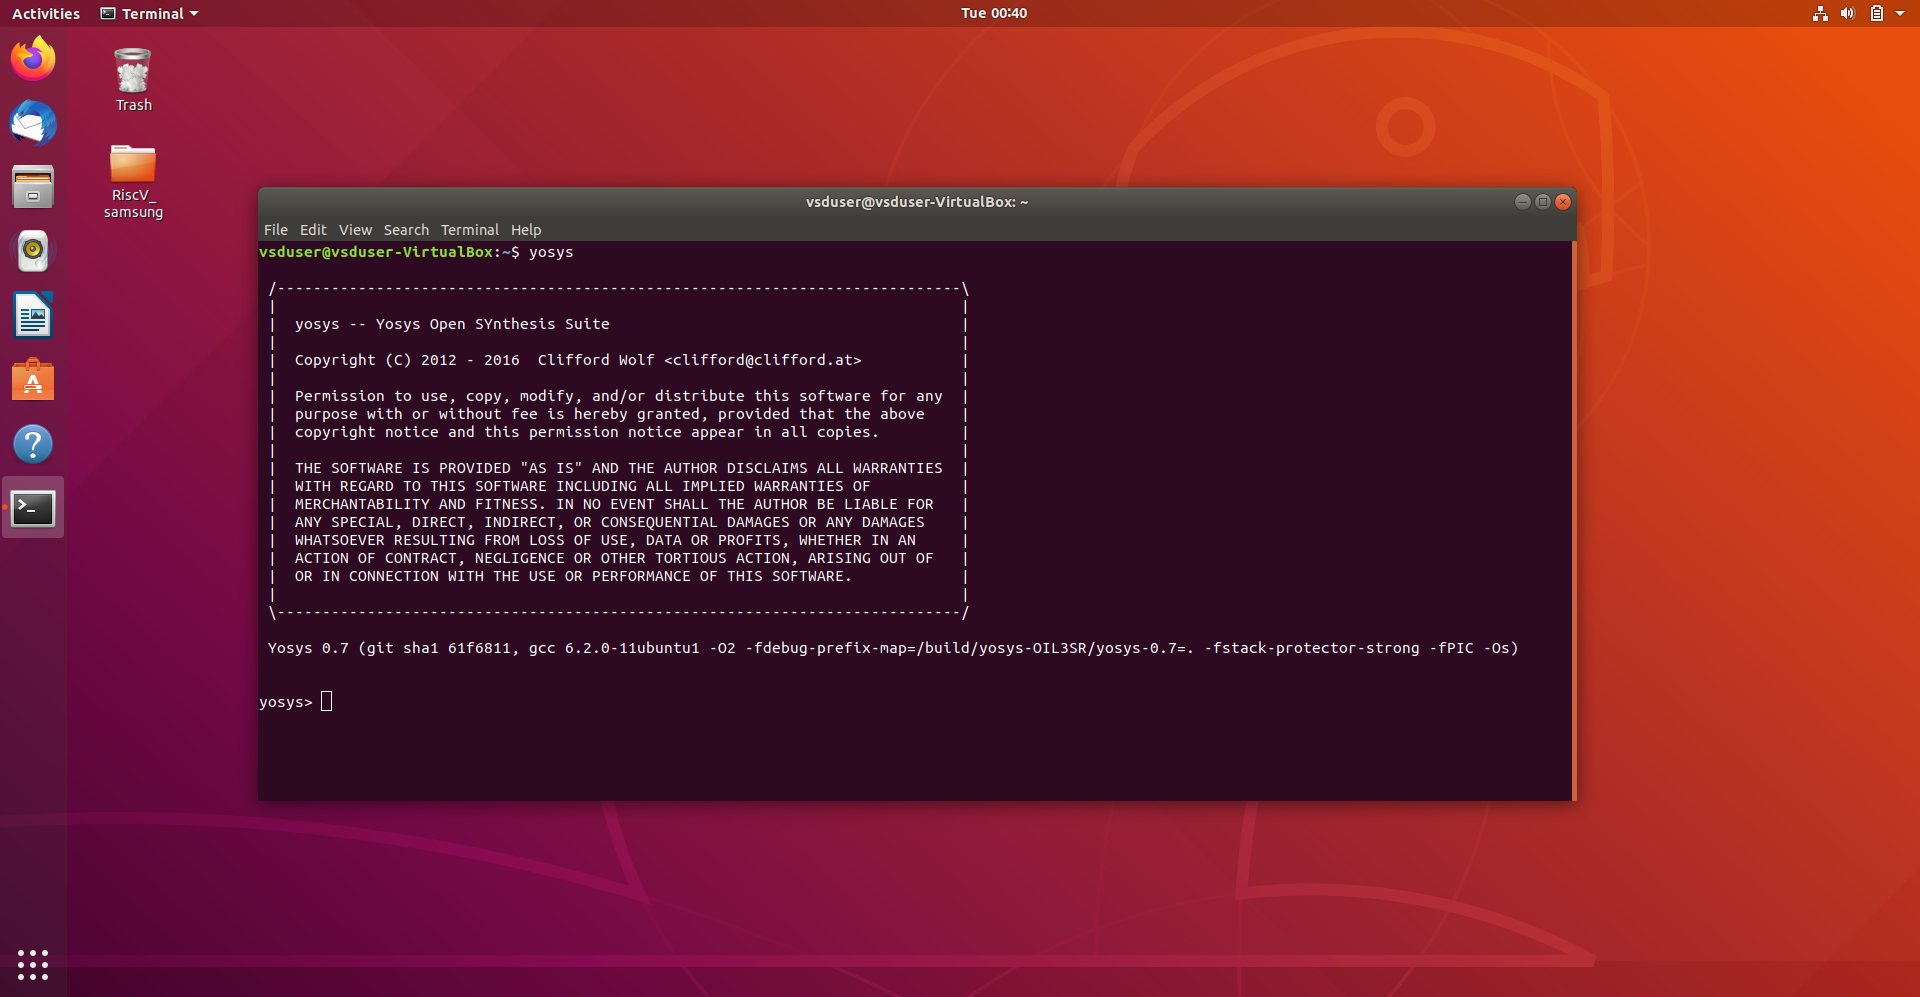 Activities Terminal Tue 00:40
Trash
RiscV_
samsung
vsduser@vsduser-VirtualBox: ~
File Edit View Search Terminal Help
vsduser@vsduser-VirtualBox:~$ yosys
/----------------------------------------------------------------------------\
|                                                                            |
|  yosys -- Yosys Open SYnthesis Suite                                       |
|                                                                            |
|  Copyright (C) 2012 - 2016  Clifford Wolf <clifford@clifford.at>           |
|                                                                            |
|  Permission to use, copy, modify, and/or distribute this software for any  |
|  purpose with or without fee is hereby granted, provided that the above    |
|  copyright notice and this permission notice appear in all copies.         |
|                                                                            |
|  THE SOFTWARE IS PROVIDED "AS IS" AND THE AUTHOR DISCLAIMS ALL WARRANTIES  |
|  WITH REGARD TO THIS SOFTWARE INCLUDING ALL IMPLIED WARRANTIES OF          |
|  MERCHANTABILITY AND FITNESS. IN NO EVENT SHALL THE AUTHOR BE LIABLE FOR   |
|  ANY SPECIAL, DIRECT, INDIRECT, OR CONSEQUENTIAL DAMAGES OR ANY DAMAGES    |
|  WHATSOEVER RESULTING FROM LOSS OF USE, DATA OR PROFITS, WHETHER IN AN     |
|  ACTION OF CONTRACT, NEGLIGENCE OR OTHER TORTIOUS ACTION, ARISING OUT OF   |
|  OR IN CONNECTION WITH THE USE OR PERFORMANCE OF THIS SOFTWARE.            |
|                                                                            |
\----------------------------------------------------------------------------/
Yosys 0.7 (git sha1 61f6811, gcc 6.2.0-11ubuntu1 -O2 -fdebug-prefix-map=/build/yosys-OIL3SR/yosys-0.7=. -fstack-protector-strong -fPIC -Os)
yosys>